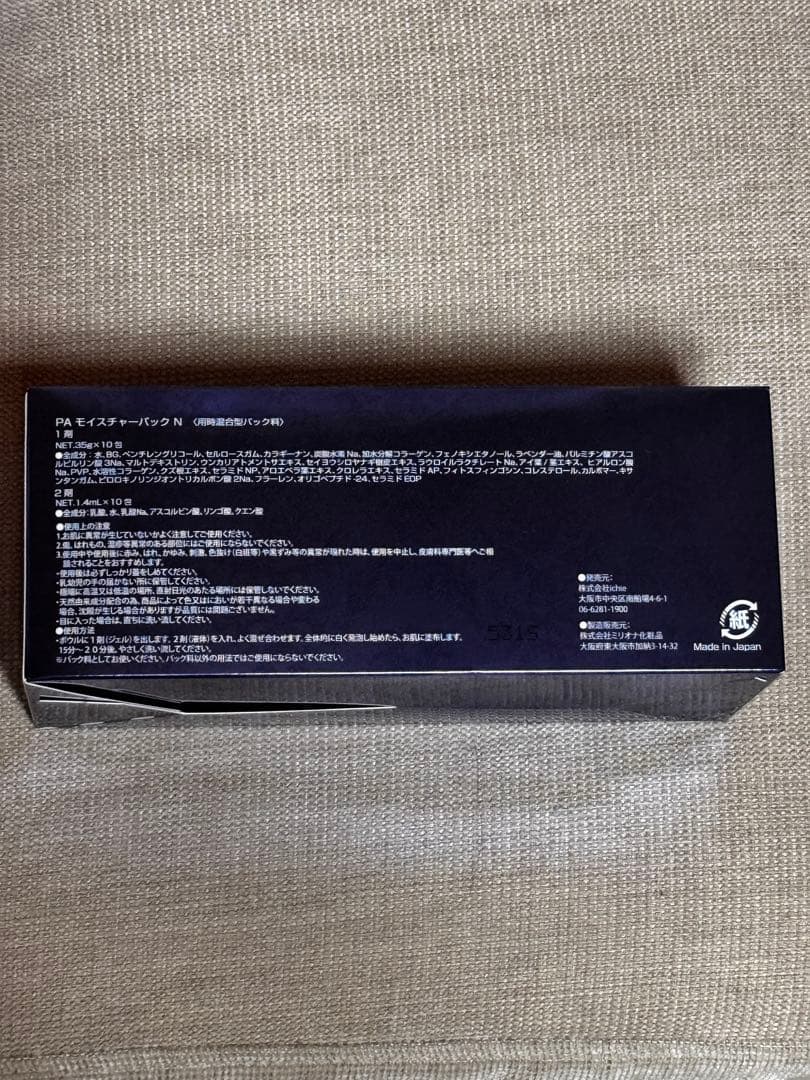 PA モイスチャーパック N 〈用時混合型パック料〉
1 剤
NET.35g×10包
●全成分：水、BG、ペンチレングリコール、セルロースガム、カラギーナン、炭酸水素 Na、加水分解コラーゲン、フェノキシエタノール、ラベンダー油、パルミチン酸アスコ
ルビルリン酸 3Na、マルトデキストリン、ウンカリアトメントサエキス、セイヨウシロヤナギ樹皮エキス、ラウロイルラクチレート Na、アイ葉 / 茎エキス、ヒアルロン酸
Na、PVP、水溶性コラーゲン、クズ根エキス、セラミド NP、アロエベラ葉エキス、クロレラエキス、セラミド AP、フィトスフィンゴシン、コレステロール、カルボマー、キサ
ンタンガム、ピロロキノリンジオントリカルボン酸 2Na、フラーレン、オリゴペプチド -24、セラミド EOP
2 剤
NET.1.4mL×10包
●全成分：乳酸、水、乳酸Na、アスコルビン酸、リンゴ酸、クエン酸
●使用上の注意
1.お肌に異常が生じていないかよく注意してご使用ください。
2.傷、はれもの、湿疹等異常のある部位にはご使用にならないでください。
3.使用中や使用後に赤み、はれ、かゆみ、刺激、色抜け（白斑等）や黒ずみ等の異常が現れた時は、使用を中止し、皮膚科専門医等へご相
談されることをおすすめします。
・使用後は必ずしっかり蓋をしめてください。
・乳幼児の手の届かない所に保管してください。
・極端に高温又は低温の場所、直射日光のあたる場所には保管しないでください。
・天然由来成分配合の為、商品によって色又はにおいが若干異なる場合や変わる
場合、沈殿が生じる場合がありますが品質には問題ございません。
・目に入った場合は、直ちに洗い流してください。
●使用方法
・ボウルに1剤（ジェル）を出します。2剤（液体）を入れ、よく混ぜ合わせます。全体的に白く発泡し始めたら、お肌に塗布します。
15分～20分後、やさしく洗い流してください。
※パック料としてお使いください。パック料以外の用法ではご使用にならないでください。
5315
●発売元：
株式会社ichie
大阪市中央区南船場4-6-1
06-6281-1900
●製造販売元：
株式会社ミリオナ化粧品
大阪府東大阪市加納3-14-32
紙
Made in Japan